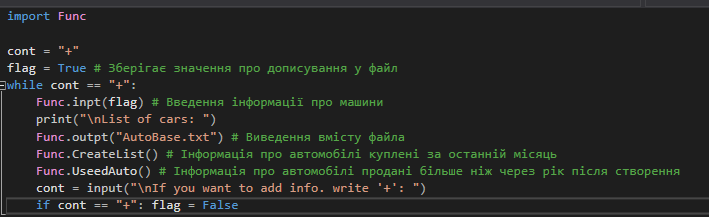 import Func

cont = "+"
flag = True # Зберігає значення про дописування у файл
while cont == "+":
    Func.inpt(flag) # Введення інформації про машини
    print("\nList of cars: ")
    Func.outpt("AutoBase.txt") # Виведення вмісту файла
    Func.CreateList() # Інформація про автомобілі куплені за останній місяць
    Func.UseedAuto() # Інформація про автомобілі продані більше ніж через рік після створення
    cont = input("\nIf you want to add info. write '+': ")
    if cont == "+": flag = False